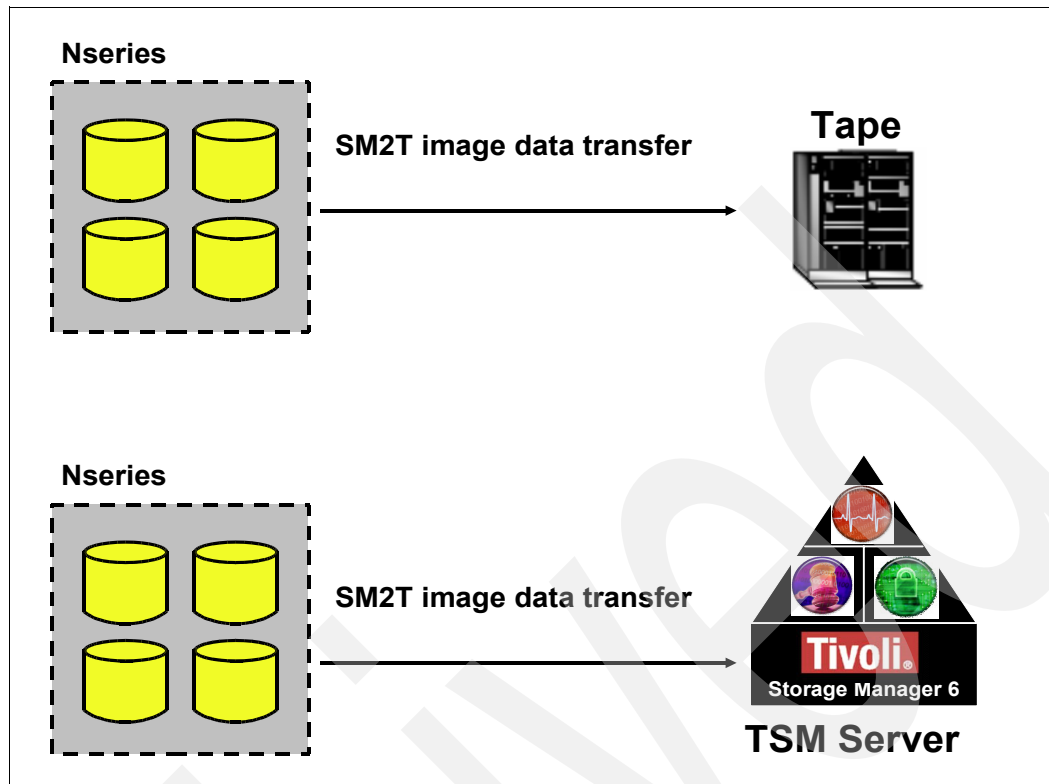 Nseries
SM2T image data transfer
Tape
Nseries
SM2T image data transfer
Tivoli®
Storage Manager 6
TSM Server